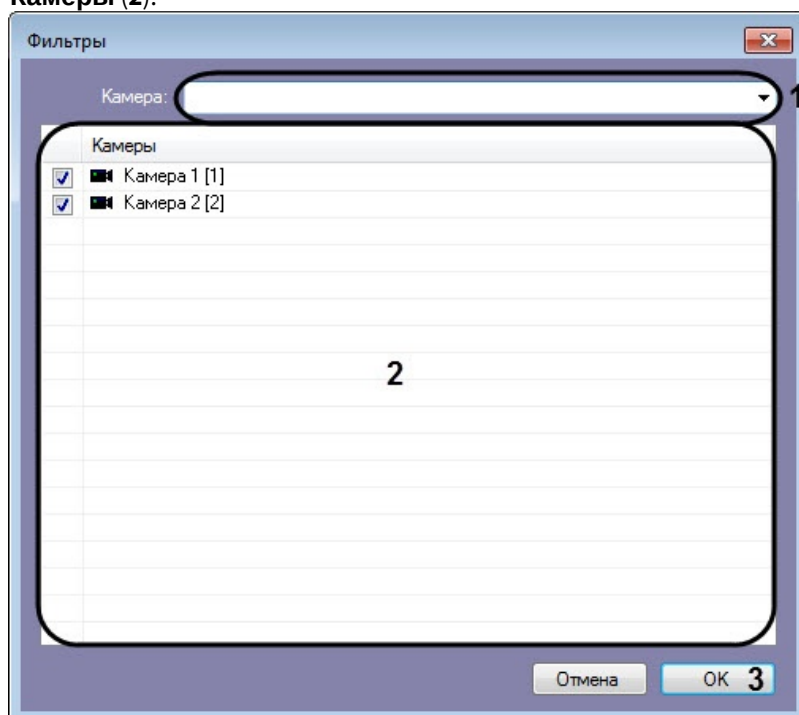 Камеры (2).
Фильтры
Камера: 1
Камеры
Камера 1 [1]
Камера 2 [2]
2
Отмена OK 3